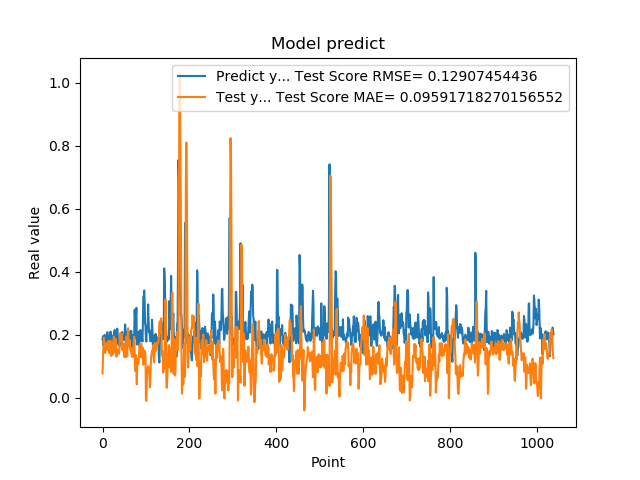 Model predict
Predict y... Test Score RMSE= 0.12907454436
Test y... Test Score MAE= 0.09591718270156552
1.0
0.8
0.6
0.4
0.2
0.0
Real value
0
200
400
600
800
1000
Point